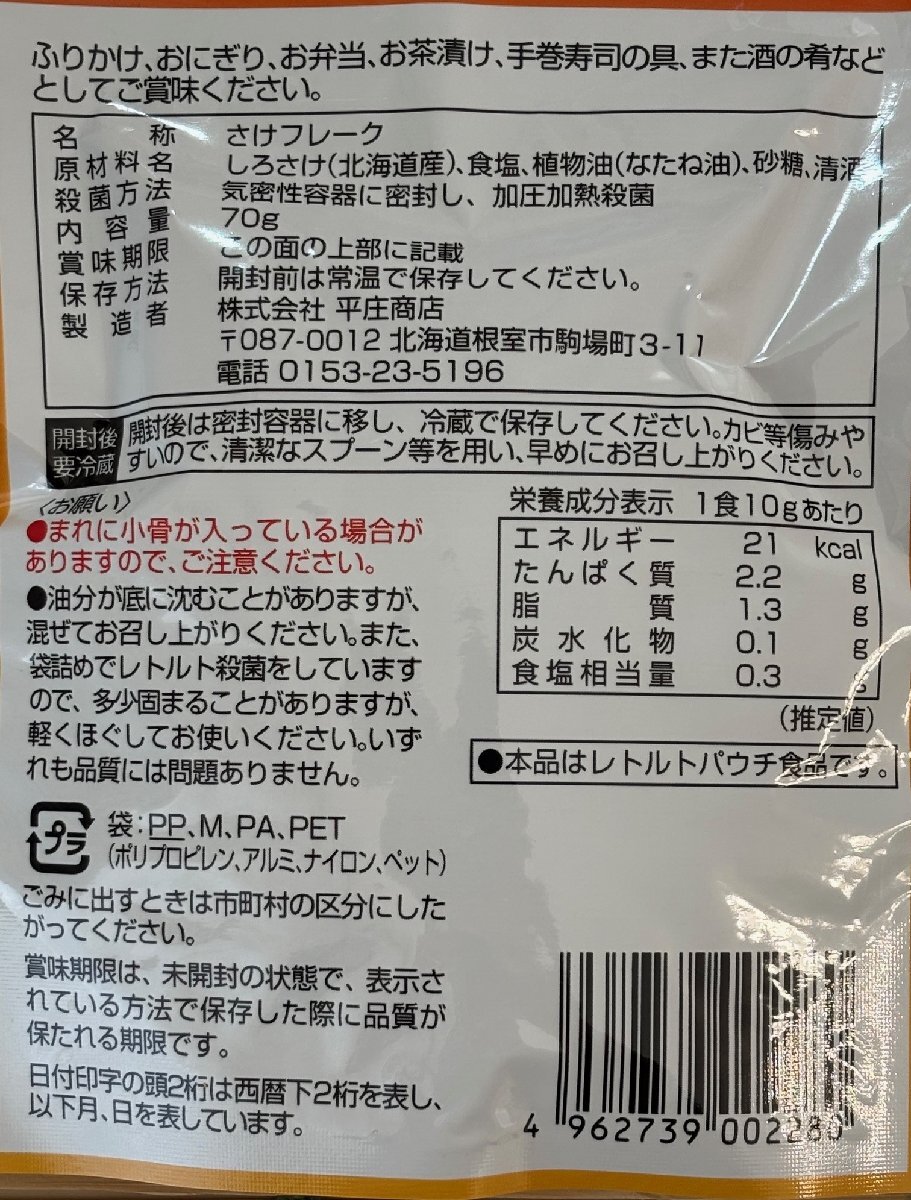 ふりかけ、おにぎり、お弁当、お茶漬け、手巻寿司の具、また酒の肴など
としてご賞味ください。
名称 さけフレーク
原材料名 しろさけ(北海道産)、食塩、植物油(なたね油)、砂糖、清酒
殺菌方法 気密性容器に密封し、加圧加熱殺菌
内容量 70g
賞味期限 この面の上部に記載
保存方法 開封前は常温で保存してください。
製造者 株式会社 平庄商店
〒087-0012 北海道根室市駒場町3-11
電話 0153-23-5196
開封後
要冷蔵
開封後は密封容器に移し、冷蔵で保存してください。カビ等傷みや
すいので、清潔なスプーン等を用い、早めにお召し上がりください。
〈お願い〉
●まれに小骨が入っている場合が
ありますので、ご注意ください。
●油分が底に沈むことがありますが、
混ぜてお召し上がりください。また、
袋詰めでレトルト殺菌をしています
ので、多少固まることがありますが、
軽くほぐしてお使いください。いず
れも品質には問題ありません。
栄養成分表示 1食10gあたり
エネルギー 21 kcal
たんぱく質 2.2 g
脂質 1.3 g
炭水化物 0.1 g
食塩相当量 0.3 g
(推定値)
●本品はレトルトパウチ食品です。
プラ
袋:PP、M、PA、PET
(ポリプロピレン、アルミ、ナイロン、ペット)
ごみに出すときは市町村の区分にした
がってください。
賞味期限は、未開封の状態で、表示さ
れている方法で保存した際に品質が
保たれる期限です。
日付印字の頭2桁は西暦下2桁を表し、
以下月、日を表しています。
4 962739 002280